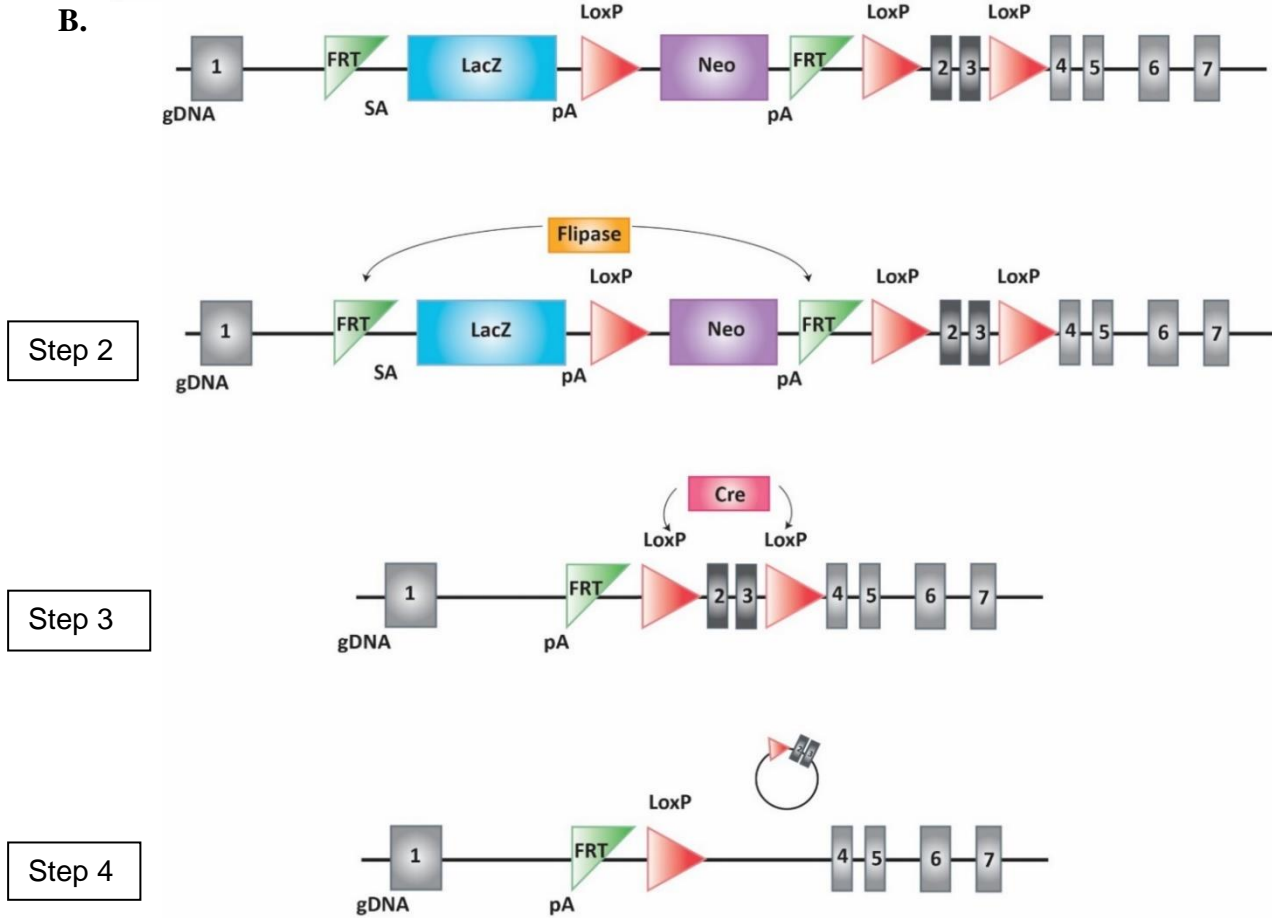 B.
LoxP LoxP LoxP
1 FRT LacZ Neo FRT 2 3 4 5 6 7
gDNA SA pA pA
Flipase
LoxP LoxP LoxP
Step 2
1 FRT LacZ Neo FRT 2 3 4 5 6 7
gDNA SA pA pA
Cre
LoxP LoxP
Step 3
1 FRT 2 3 4 5 6 7
gDNA pA
LoxP
Step 4
1 FRT 4 5 6 7
gDNA pA